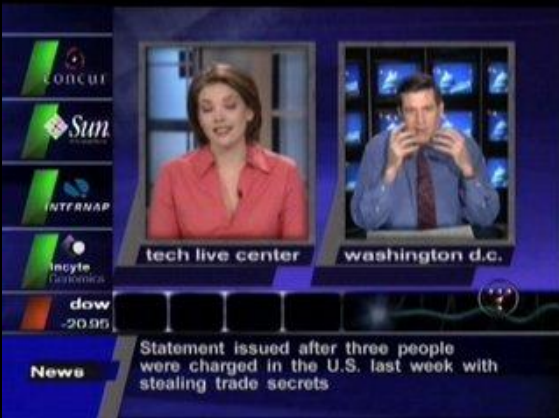 concur
Sun
microsystems
INTERNAP
Incyte
Genomics
dow
-20.95
tech live center
washington d.c.
News
Statement issued after three people
were charged in the U.S. last week with
stealing trade secrets